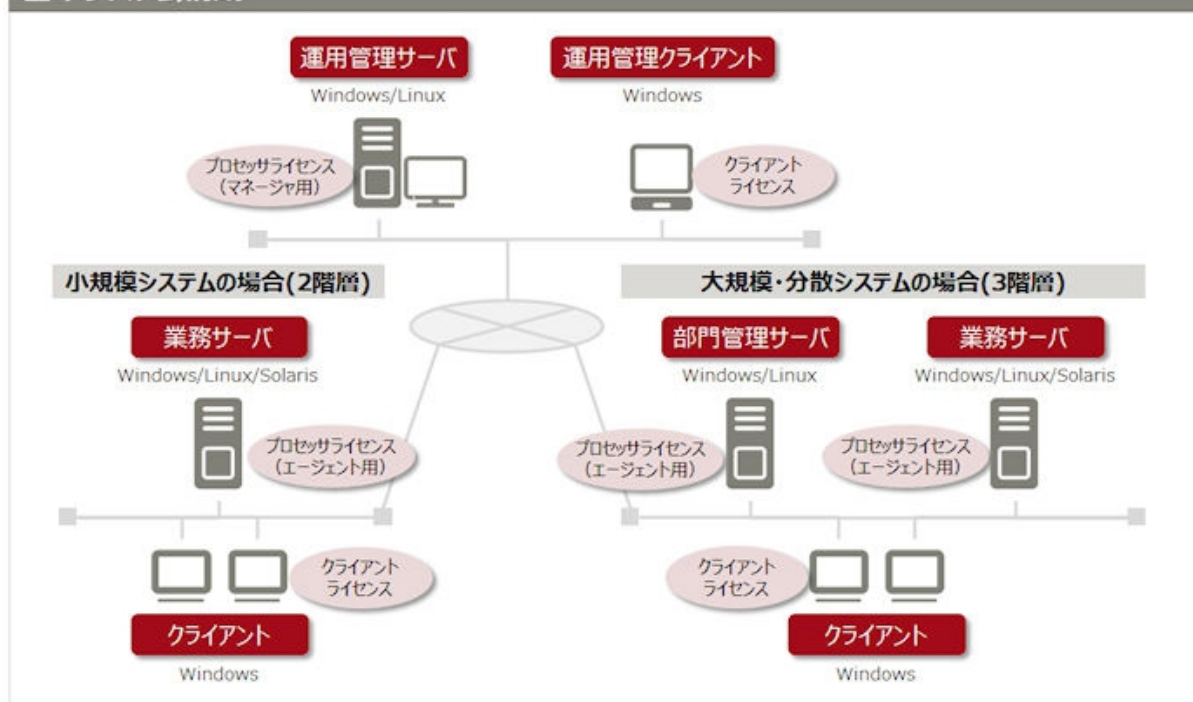 運用管理サーバ
運用管理クライアント
Windows/Linux
Windows
プロセッサライセンス
(マネージャ用)
クライアント
ライセンス
小規模システムの場合(2階層)
大規模・分散システムの場合(3階層)
業務サーバ
部門管理サーバ
業務サーバ
Windows/Linux/Solaris
Windows/Linux
Windows/Linux/Solaris
プロセッサライセンス
(エージェント用)
プロセッサライセンス
(エージェント用)
プロセッサライセンス
(エージェント用)
クライアント
ライセンス
クライアント
ライセンス
クライアント
クライアント
Windows
Windows